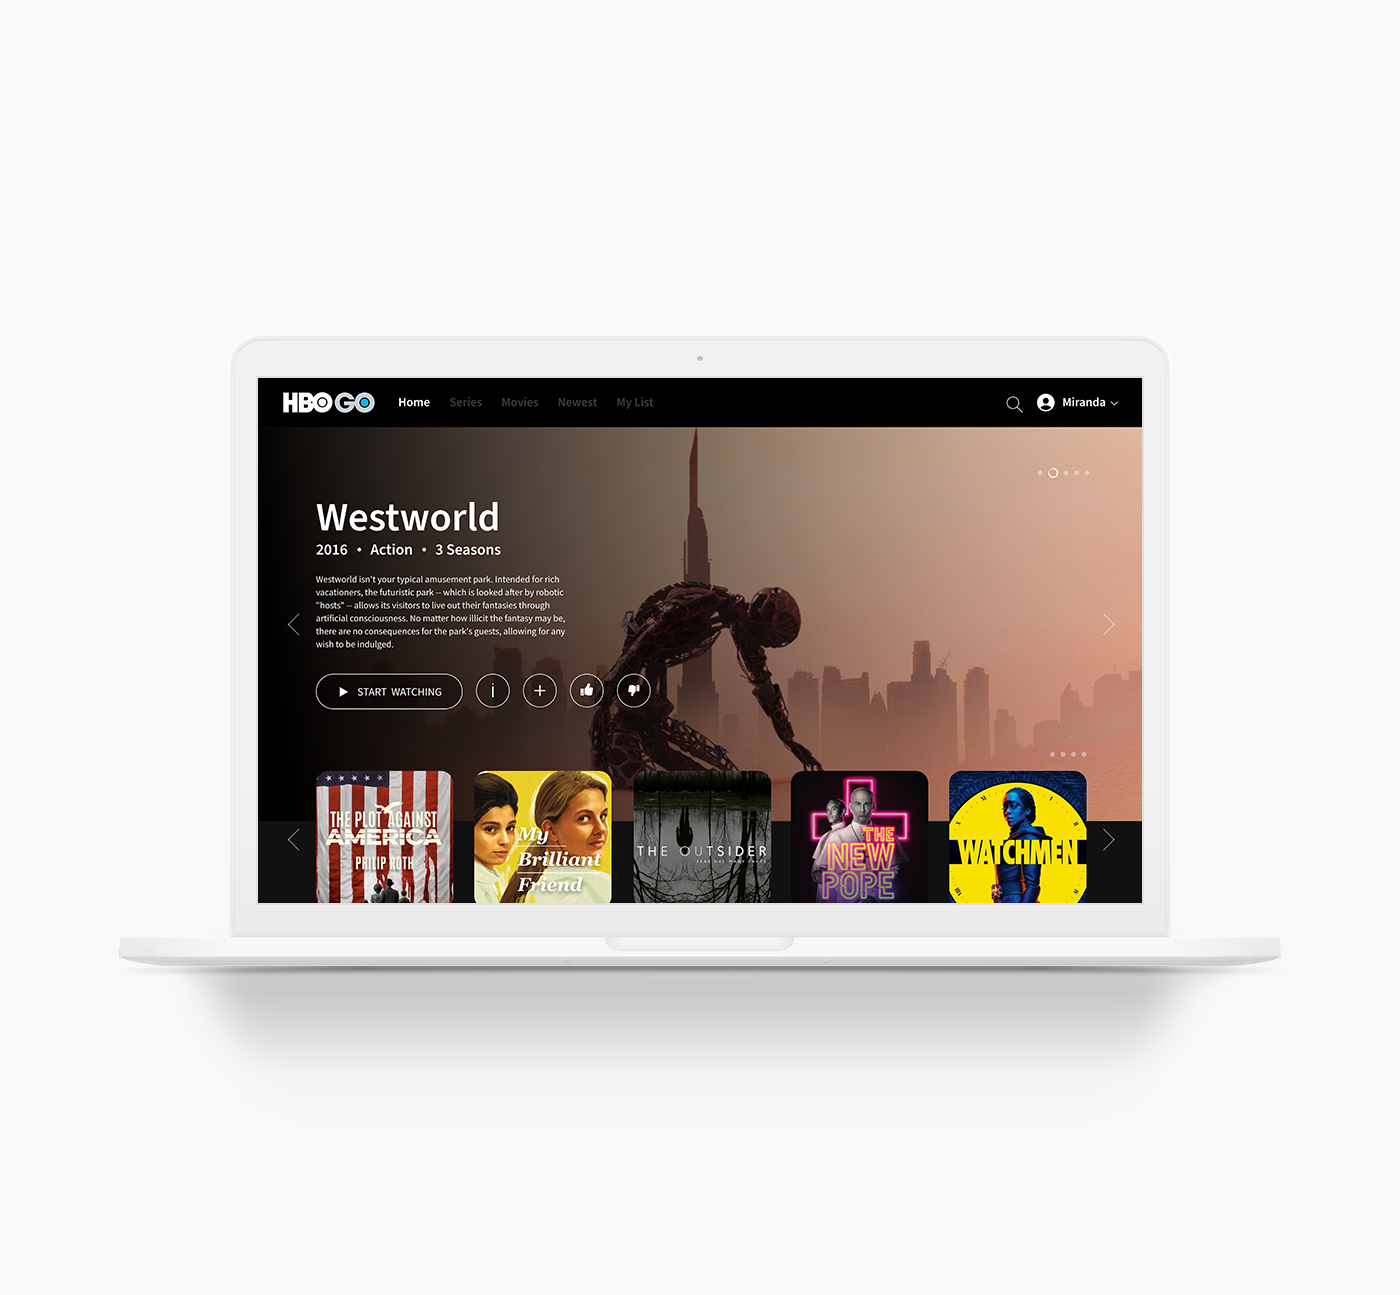 HBO GO
Home
Series
Movies
Newest
My List
Miranda
Westworld
2016 • Action • 3 Seasons
Westworld isn't your typical amusement park. Intended for rich
vacationers, the futuristic park -- which is looked after by robotic
"hosts" -- allows its visitors to live out their fantasies through
artificial consciousness. No matter how illicit the fantasy may be,
there are no consequences for the park's guests, allowing for any
wish to be indulged.
START WATCHING
THE PLOT AGAINST
AMERICA
PHILIP ROTH
My
Brilliant
Friend
THE OUTSIDER
FEAR HAS MANY FACES
THE
NEW
POPE
WATCHMEN